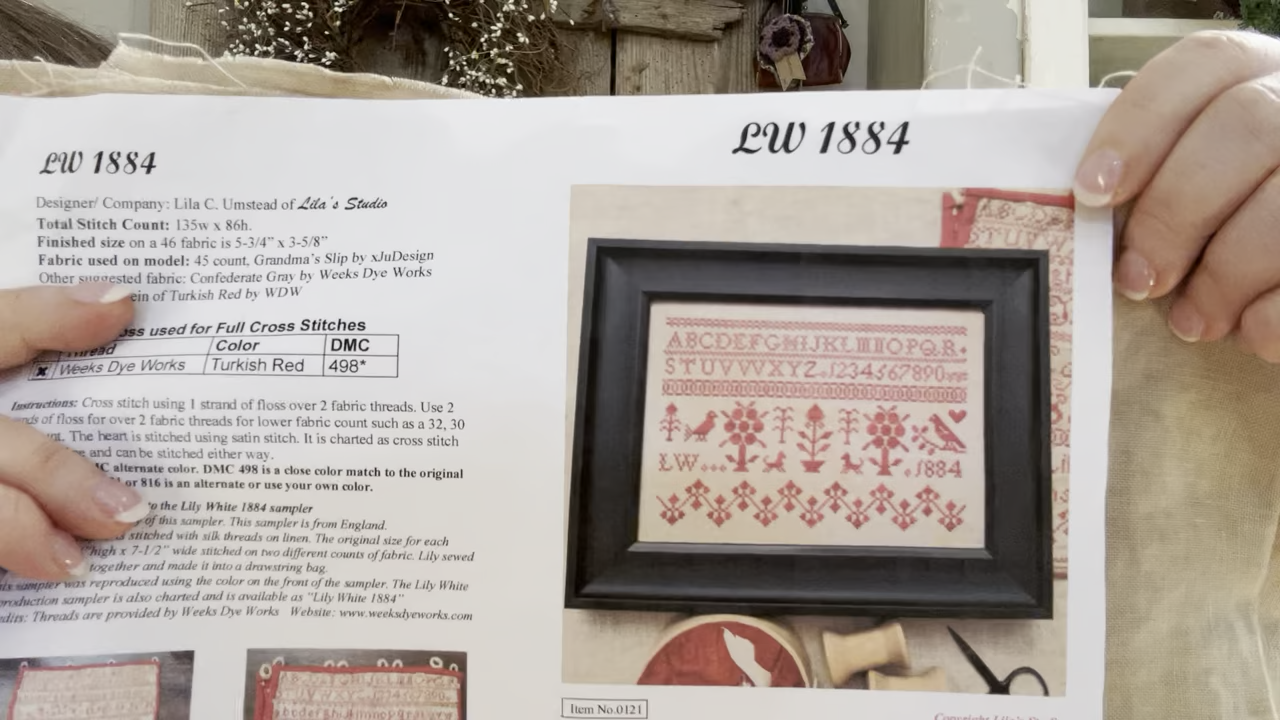 LW 1884
Designer/ Company: Lila C. Umstead of Lila's Studio
Total Stitch Count: 135w x 86h.
Finished size on a 46 fabric is 5-3/4" x 3-5/8"
Fabric used on model: 45 count, Grandma's Slip by xJuDesign
Other suggested fabric: Confederate Gray by Weeks Dye Works
ein of Turkish Red by WDW
oss used for Full Cross Stitches
Thread Color DMC
Weeks Dye Works Turkish Red 498*
Instructions: Cross stitch using 1 strand of floss over 2 fabric threads. Use 2
nds of floss for over 2 fabric threads for lower fabric count such as a 32, 30
nt. The heart is stitched using satin stitch. It is charted as cross stitch
and can be stitched either way.
C alternate color. DMC 498 is a close color match to the original
or 816 is an alternate or use your own color.
to the Lily White 1884 sampler
of this sampler. This sampler is from England.
stitched with silk threads on linen. The original size for each
high x 7-1/2" wide stitched on two different counts of fabric. Lily sewed
together and made it into a drawstring bag.
sampler was reproduced using the color on the front of the sampler. The Lily White
production sampler is also charted and is available as "Lily White 1884"
edits: Threads are provided by Weeks Dye Works Website: www.weeksdyeworks.com
LW 1884
ABCDEFGHIJKLMNOPQR
STUVWXYZ.1234567890
LW...
.1884
Item No.0121